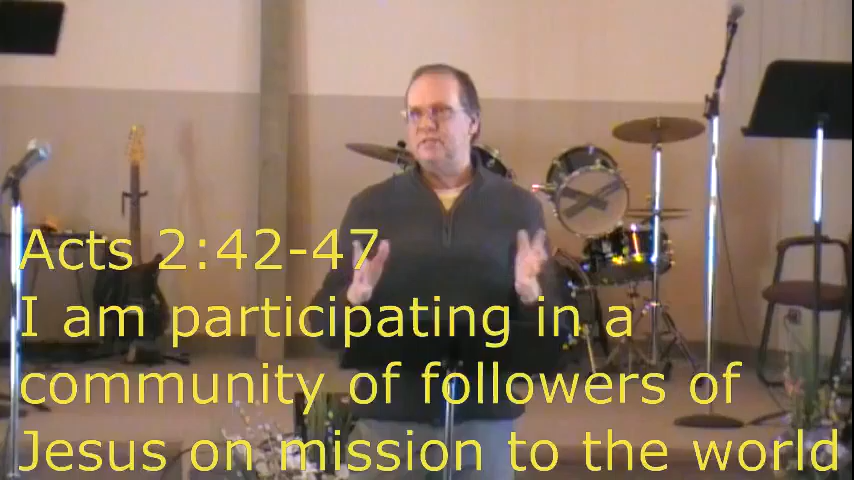 Acts 2:42-47
I am participating in a
community of followers of
Jesus on mission to the world